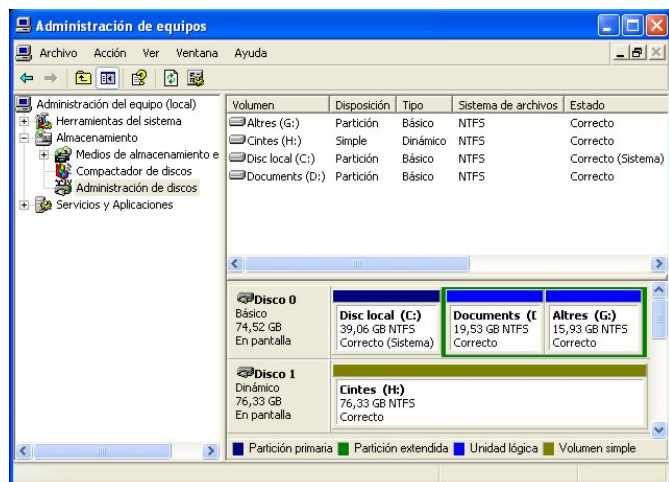 Administración de equipos
Archivo Acción Ver Ventana Ayuda
Administración del equipo (local)
Herramientas del sistema
Almacenamiento
Medios de almacenamiento e
Compactador de discos
Administración de discos
Servicios y Aplicaciones
Volumen Disposición Tipo Sistema de archivos Estado
Altres (G:) Partición Básico NTFS Correcto
Cintes (H:) Simple Dinámico NTFS Correcto
Disc local (C:) Partición Básico NTFS Correcto (Sistema)
Documents (D:) Partición Básico NTFS Correcto
Disco 0
Básico
74,52 GB
En pantalla
Disc local (C:)
39,06 GB NTFS
Correcto (Sistema)
Documents (D
19,53 GB NTFS
Correcto
Altres (G:)
15,93 GB NTFS
Correcto
Disco 1
Dinámico
76,33 GB
En pantalla
Cintes (H:)
76,33 GB NTFS
Correcto
Partición primaria Partición extendida Unidad lógica Volumen simple